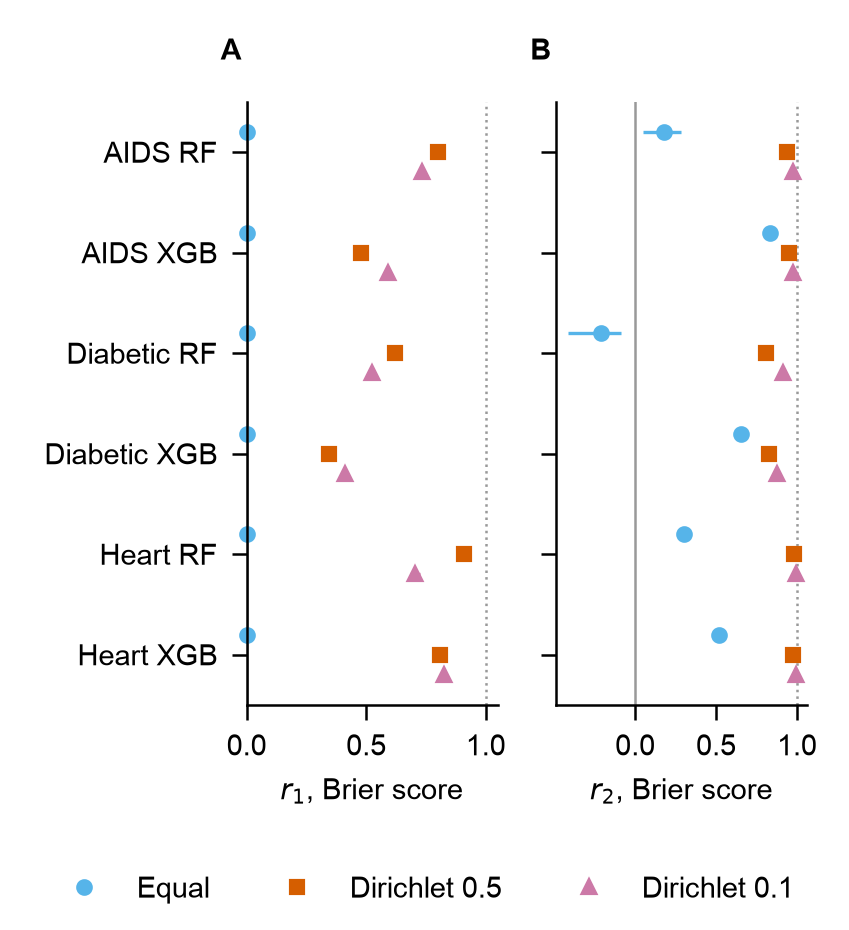 A
B
AIDS RF
AIDS XGB
Diabetic RF
Diabetic XGB
Heart RF
Heart XGB
0.0 0.5 1.0
0.0 0.5 1.0
r₁, Brier score
r₂, Brier score
Equal
Dirichlet 0.5
Dirichlet 0.1